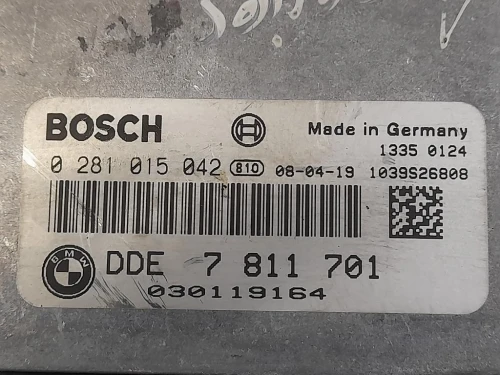 BOSCH Made in Germany
1335 0124
0 281 015 042 810 08-04-19 1039S26808
BMW DDE 7 811 701
030119164